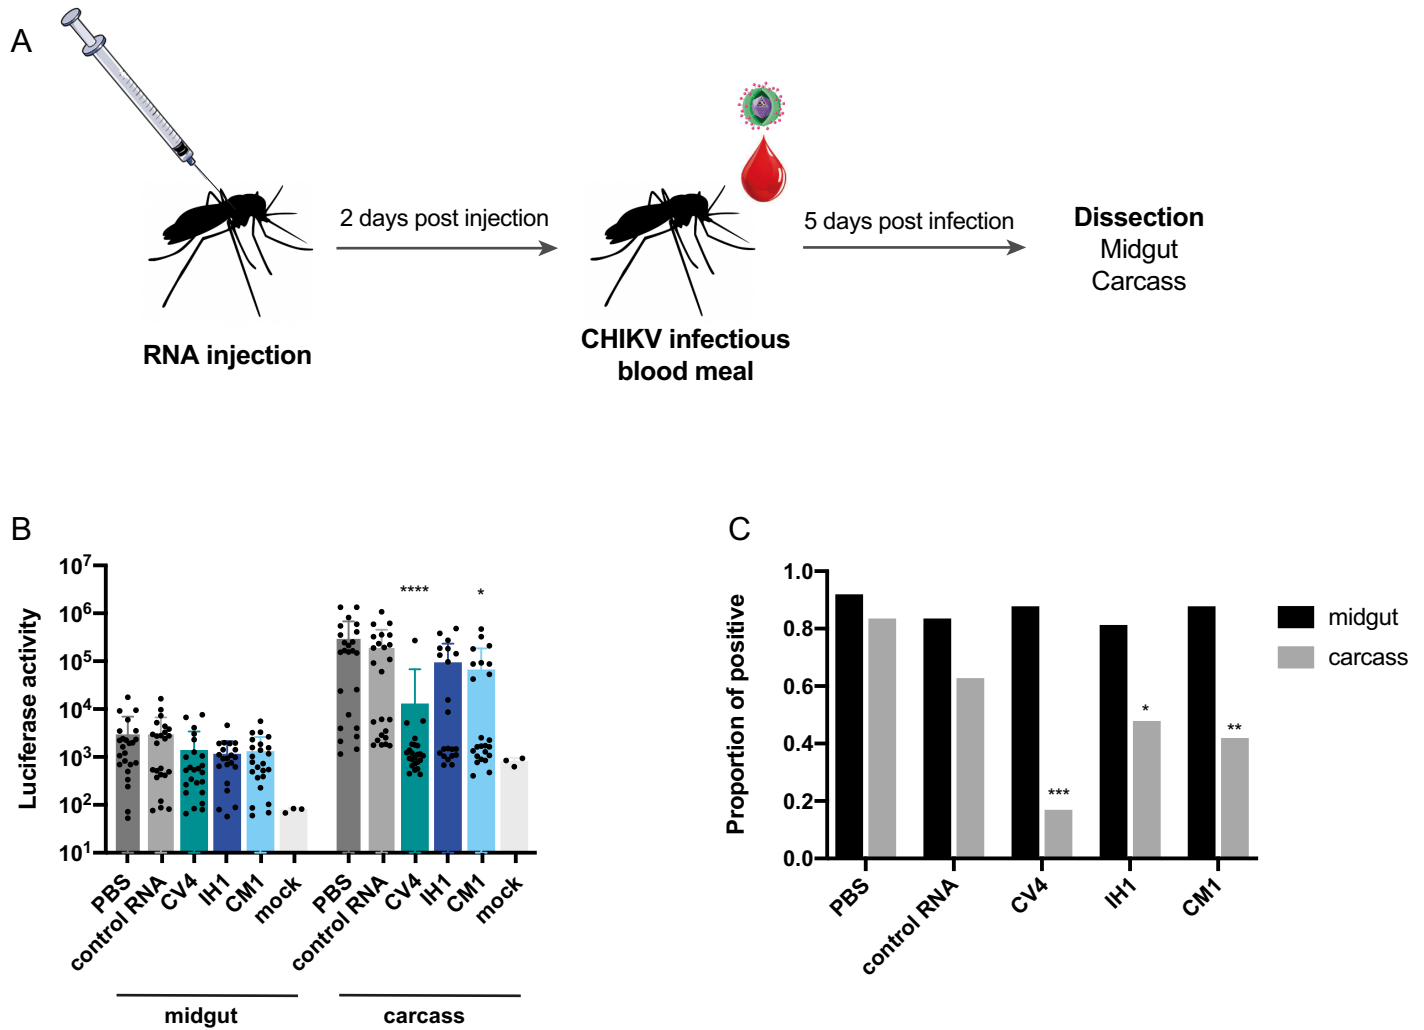 A
2 days post injection
5 days post infection
Dissection
Midgut
Carcass
RNA injection
CHIKV infectious
blood meal
B
Luciferase activity
10^7
10^6
10^5
10^4
10^3
10^2
10^1
**** *
PBS control RNA CV4 IH1 CM1 mock PBS control RNA CV4 IH1 CM1 mock
midgut carcass
C
Proportion of positive
1.0
0.8
0.6
0.4
0.2
0.0
*** * **
PBS control RNA CV4 IH1 CM1
midgut
carcass